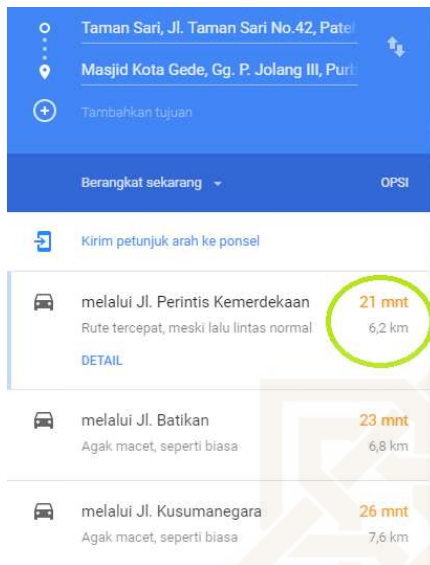 Taman Sari, Jl. Taman Sari No.42, Patel
Masjid Kota Gede, Gg. P. Jolang III, Purb
Tambahkan tujuan
Berangkat sekarang OPSI
Kirim petunjuk arah ke ponsel
melalui Jl. Perintis Kemerdekaan 21 mnt
Rute tercepat, meski lalu lintas normal 6,2 km
DETAIL
melalui Jl. Batikan 23 mnt
Agak macet, seperti biasa 6,8 km
melalui Jl. Kusumanegara 26 mnt
Agak macet, seperti biasa 7,6 km